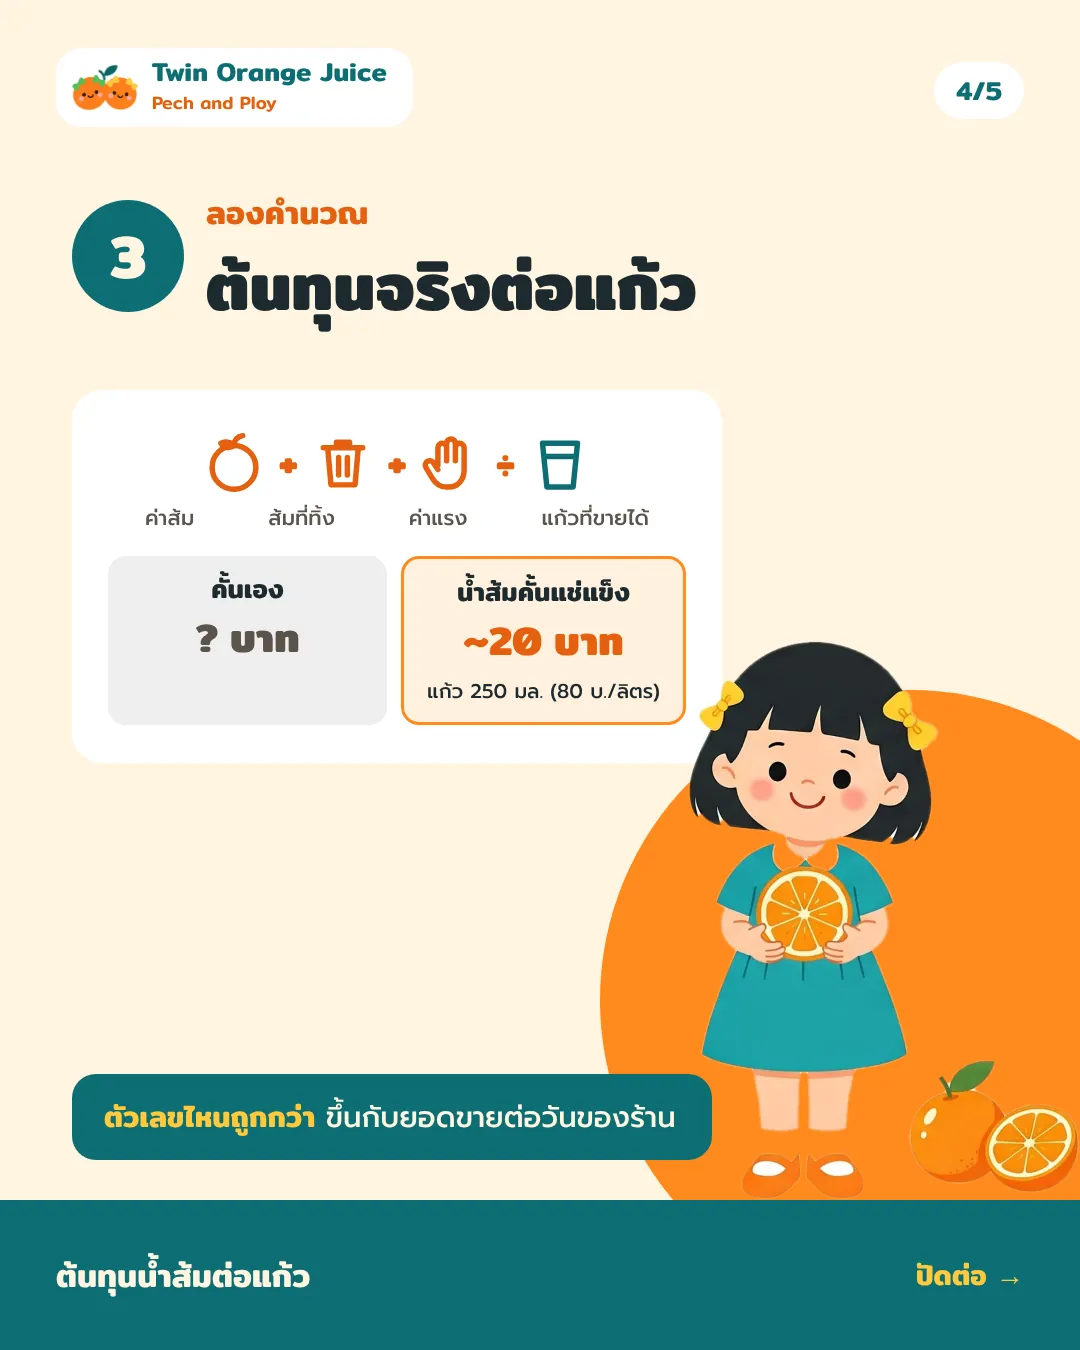 Twin Orange Juice
Pech and Ploy
4/5
3
ลองคำนวณ
ต้นทุนจริงต่อแก้ว
+ + ÷
ค่าส้ม ส้มที่ทิ้ง ค่าแรง แก้วที่ขายได้
คั้นเอง
? บาท
น้ำส้มคั้นแช่แข็ง
~20 บาท
แก้ว 250 มล. (80 บ./ลิตร)
ตัวเลขไหนถูกกว่า ขึ้นกับยอดขายต่อวันของร้าน
ต้นทุนน้ำส้มต่อแก้ว
ปัดต่อ →